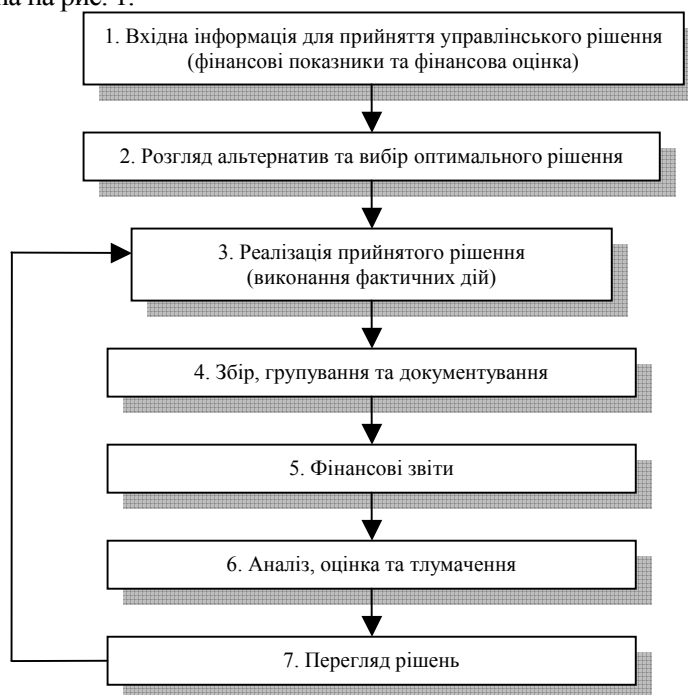 на рис. 1.
1. Вхідна інформація для прийняття управлінського рішення
(фінансові показники та фінансова оцінка)
2. Розгляд альтернатив та вибір оптимального рішення
3. Реалізація прийнятого рішення
(виконання фактичних дій)
4. Збір, групування та документування
5. Фінансові звіти
6. Аналіз, оцінка та тлумачення
7. Перегляд рішень